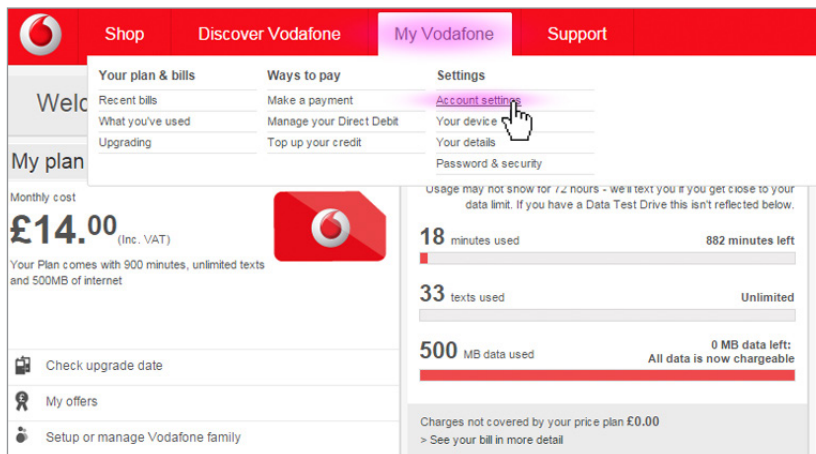 Shop Discover Vodafone My Vodafone Support
Your plan & bills
Recent bills
What you've used
Upgrading
Ways to pay
Make a payment
Manage your Direct Debit
Top up your credit
Settings
Account settings
Your device
Your details
Password & security
Welc
My plan
Monthly cost
£14.00 (Inc. VAT)
Your Plan comes with 900 minutes, unlimited texts
and 500MB of internet
Check upgrade date
My offers
Setup or manage Vodafone family
Usage may not show for 72 hours - we'll text you if you get close to your
data limit. If you have a Data Test Drive this isn't reflected below.
18 minutes used 882 minutes left
33 texts used Unlimited
500 MB data used 0 MB data left:
All data is now chargeable
Charges not covered by your price plan £0.00
> See your bill in more detail